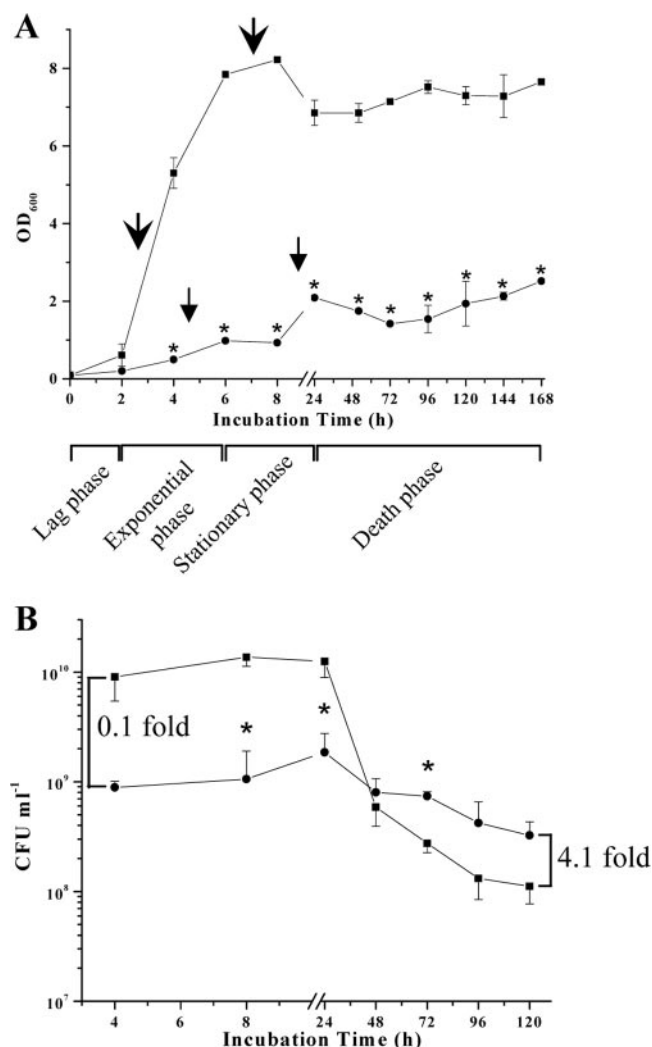 A
8
6
4
2
0
OD600
* * * * * * * * * *
0 2 4 6 8 24 48 72 96 120 144 168
Incubation Time (h)
Lag phase
Exponential
phase
Stationary phase
Death phase
B
10^10
10^9
10^8
10^7
CFU ml^-1
0.1 fold
* * *
4.1 fold
4 6 8 24 48 72 96 120
Incubation Time (h)